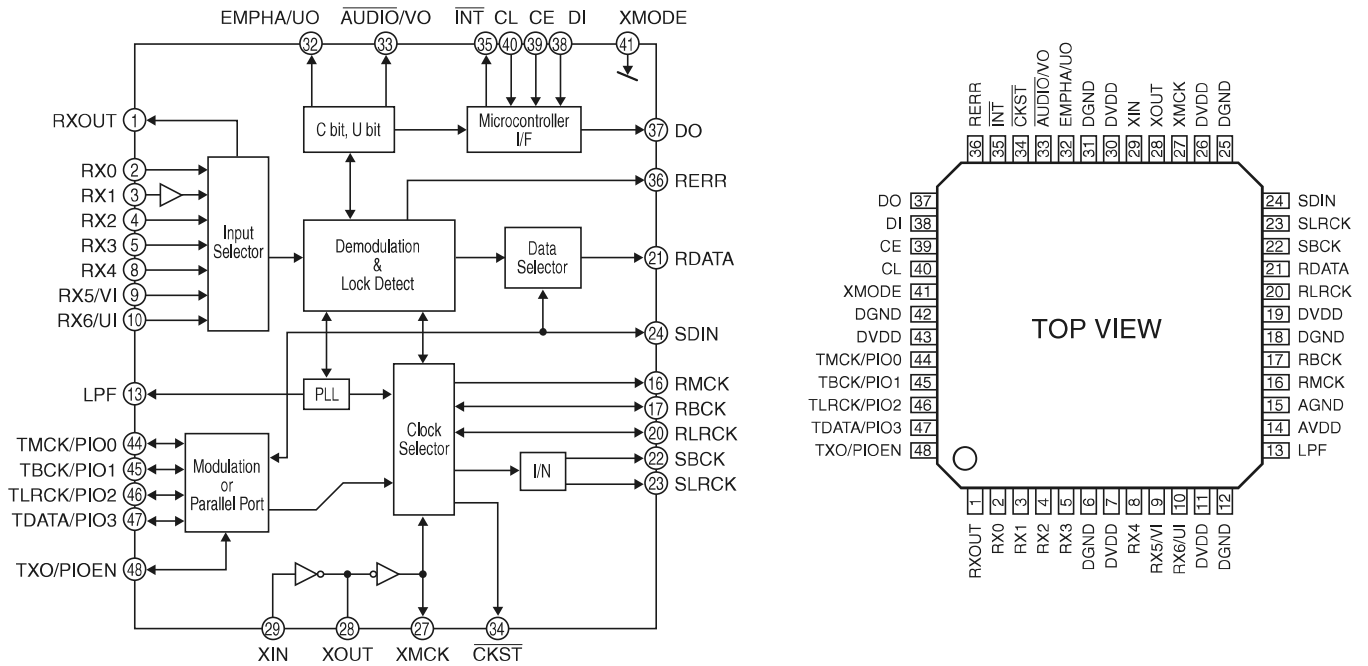 EMPHA/UO AUDIO/VO INT CL CE DI XMODE
32 33 35 40 39 38 41
RXOUT 1
C bit, U bit
Microcontroller
I/F
37 DO
RX0 2
RX1 3
RX2 4
RX3 5
RX4 8
RX5/VI 9
RX6/UI 10
Input
Selector
36 RERR
Demodulation
&
Lock Detect
Data
Selector
21 RDATA
24 SDIN
LPF 13
PLL
Clock
Selector
16 RMCK
17 RBCK
20 RLRCK
22 SBCK
23 SLRCK
1/N
TMCK/PIO0 44
TBCK/PIO1 45
TLRCK/PIO2 46
TDATA/PIO3 47
TXO/PIOEN 48
Modulation
or
Parallel Port
29 28 27 34
XIN XOUT XMCK CKST
RERR INT CKST AUDIO/VO EMPHA/UO DGND DVDD XIN XOUT XMCK DVDD DGND
36 35 34 33 32 31 30 29 28 27 26 25
DO 37
DI 38
CE 39
CL 40
XMODE 41
DGND 42
DVDD 43
TMCK/PIO0 44
TBCK/PIO1 45
TLRCK/PIO2 46
TDATA/PIO3 47
TXO/PIOEN 48
TOP VIEW
24 SDIN
23 SLRCK
22 SBCK
21 RDATA
20 RLRCK
19 DVDD
18 DGND
17 RBCK
16 RMCK
15 AGND
14 AVDD
13 LPF
1 2 3 4 5 6 7 8 9 10 11 12
RXOUT RX0 RX1 RX2 RX3 DGND DVDD RX4 RX5/VI RX6/UI DVDD DGND